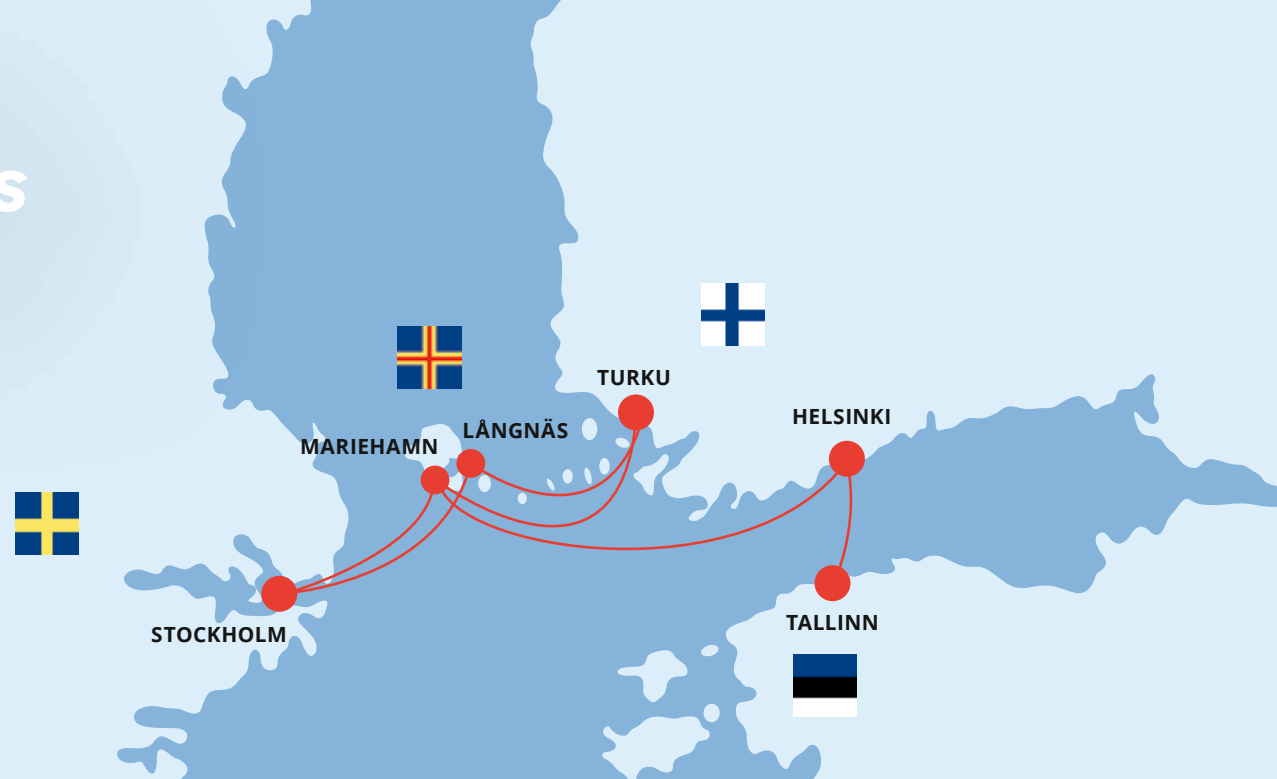 s
TURKU
HELSINKI
LÅNGNÄS
MARIEHAMN
TALLINN
STOCKHOLM